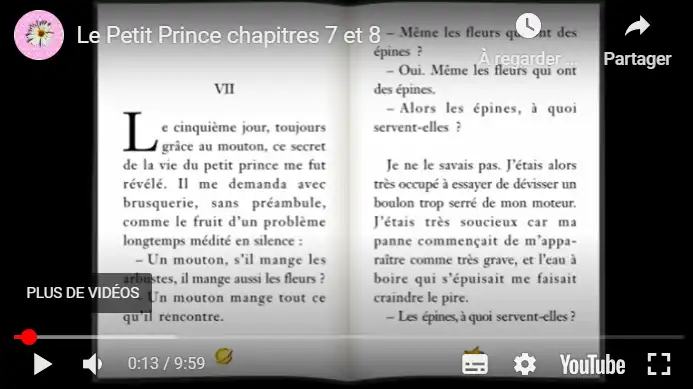 Le Petit Prince chapitres 7 et 8
À regarder ...
Partager
VII
Le cinquième jour, toujours
grâce au mouton, ce secret
de la vie du petit prince me fut
révélé. Il me demanda avec
brusquerie, sans préambule,
comme le fruit d'un problème
longtemps médité en silence :
– Un mouton, s'il mange les
arbustes, il mange aussi les fleurs ?
– Un mouton mange tout ce
qu'il rencontre.
– Même les fleurs qui ont des
épines ?
– Oui. Même les fleurs qui ont
des épines.
– Alors les épines, à quoi
servent-elles ?
Je ne le savais pas. J'étais alors
très occupé à essayer de dévisser un
boulon trop serré de mon moteur.
J'étais très soucieux car ma
panne commençait de m'appa-
raître comme très grave, et l'eau à
boire qui s'épuisait me faisait
craindre le pire.
– Les épines, à quoi servent-elles ?
PLUS DE VIDÉOS
0:13 / 9:59
YouTube